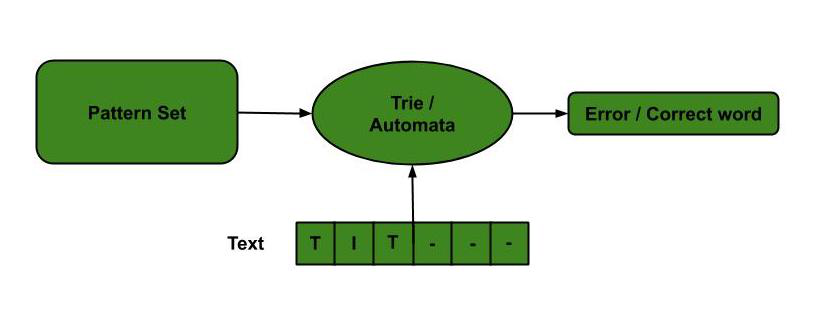 Pattern Set
Trie /
Automata
Error / Correct word
Text
T I T - - -